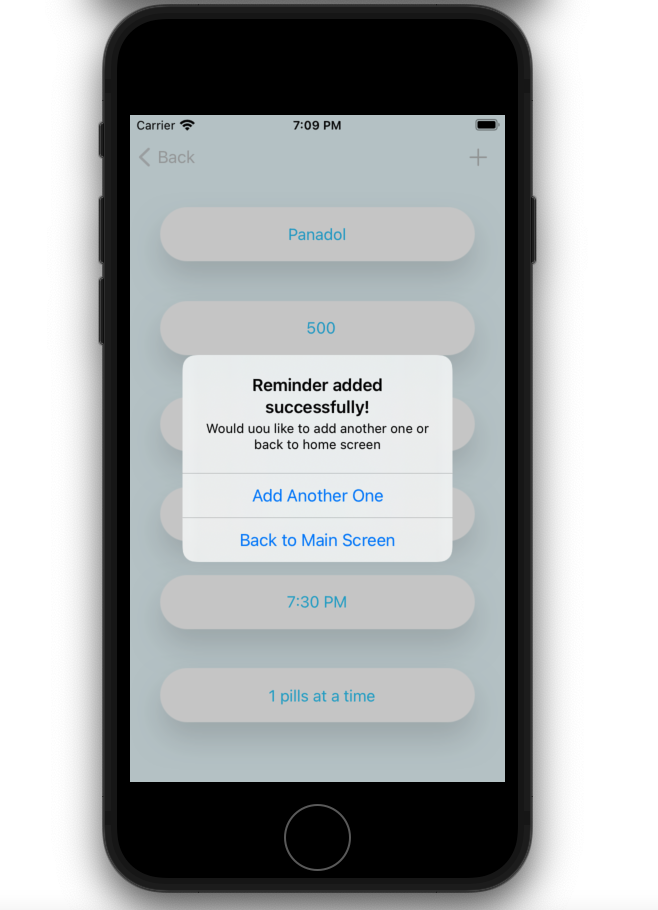 Carrier 7:09 PM
Back
Panadol
500
Reminder added
successfully!
Would uou like to add another one or
back to home screen
Add Another One
Back to Main Screen
7:30 PM
1 pills at a time